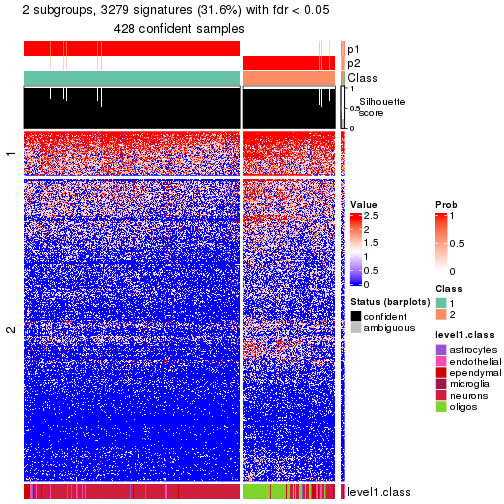 2 subgroups, 3279 signatures (31.6%) with fdr < 0.05
428 confident samples
p1
p2
Class
1
0.5
0
Silhouette
score
1
2
Value
2.5
2
1.5
1
0.5
0
Prob
1
0.5
0
Status (barplots)
confident
ambiguous
Class
1
2
level1.class
astrocytes
endothelial
ependymal
microglia
neurons
oligos
level1.class